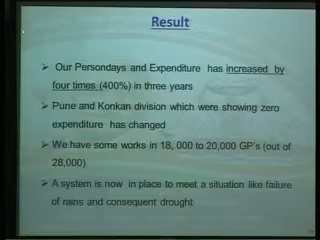 Result
➢ Our Persondays and Expenditure has increased by
four times (400%) in three years
➢ Pune and Konkan division which were showing zero
expenditure has changed
➢ We have some works in 18, 000 to 20,000 GP's (out of
28,000)
➢ A system is now in place to meet a situation like failure
of rains and consequent drought